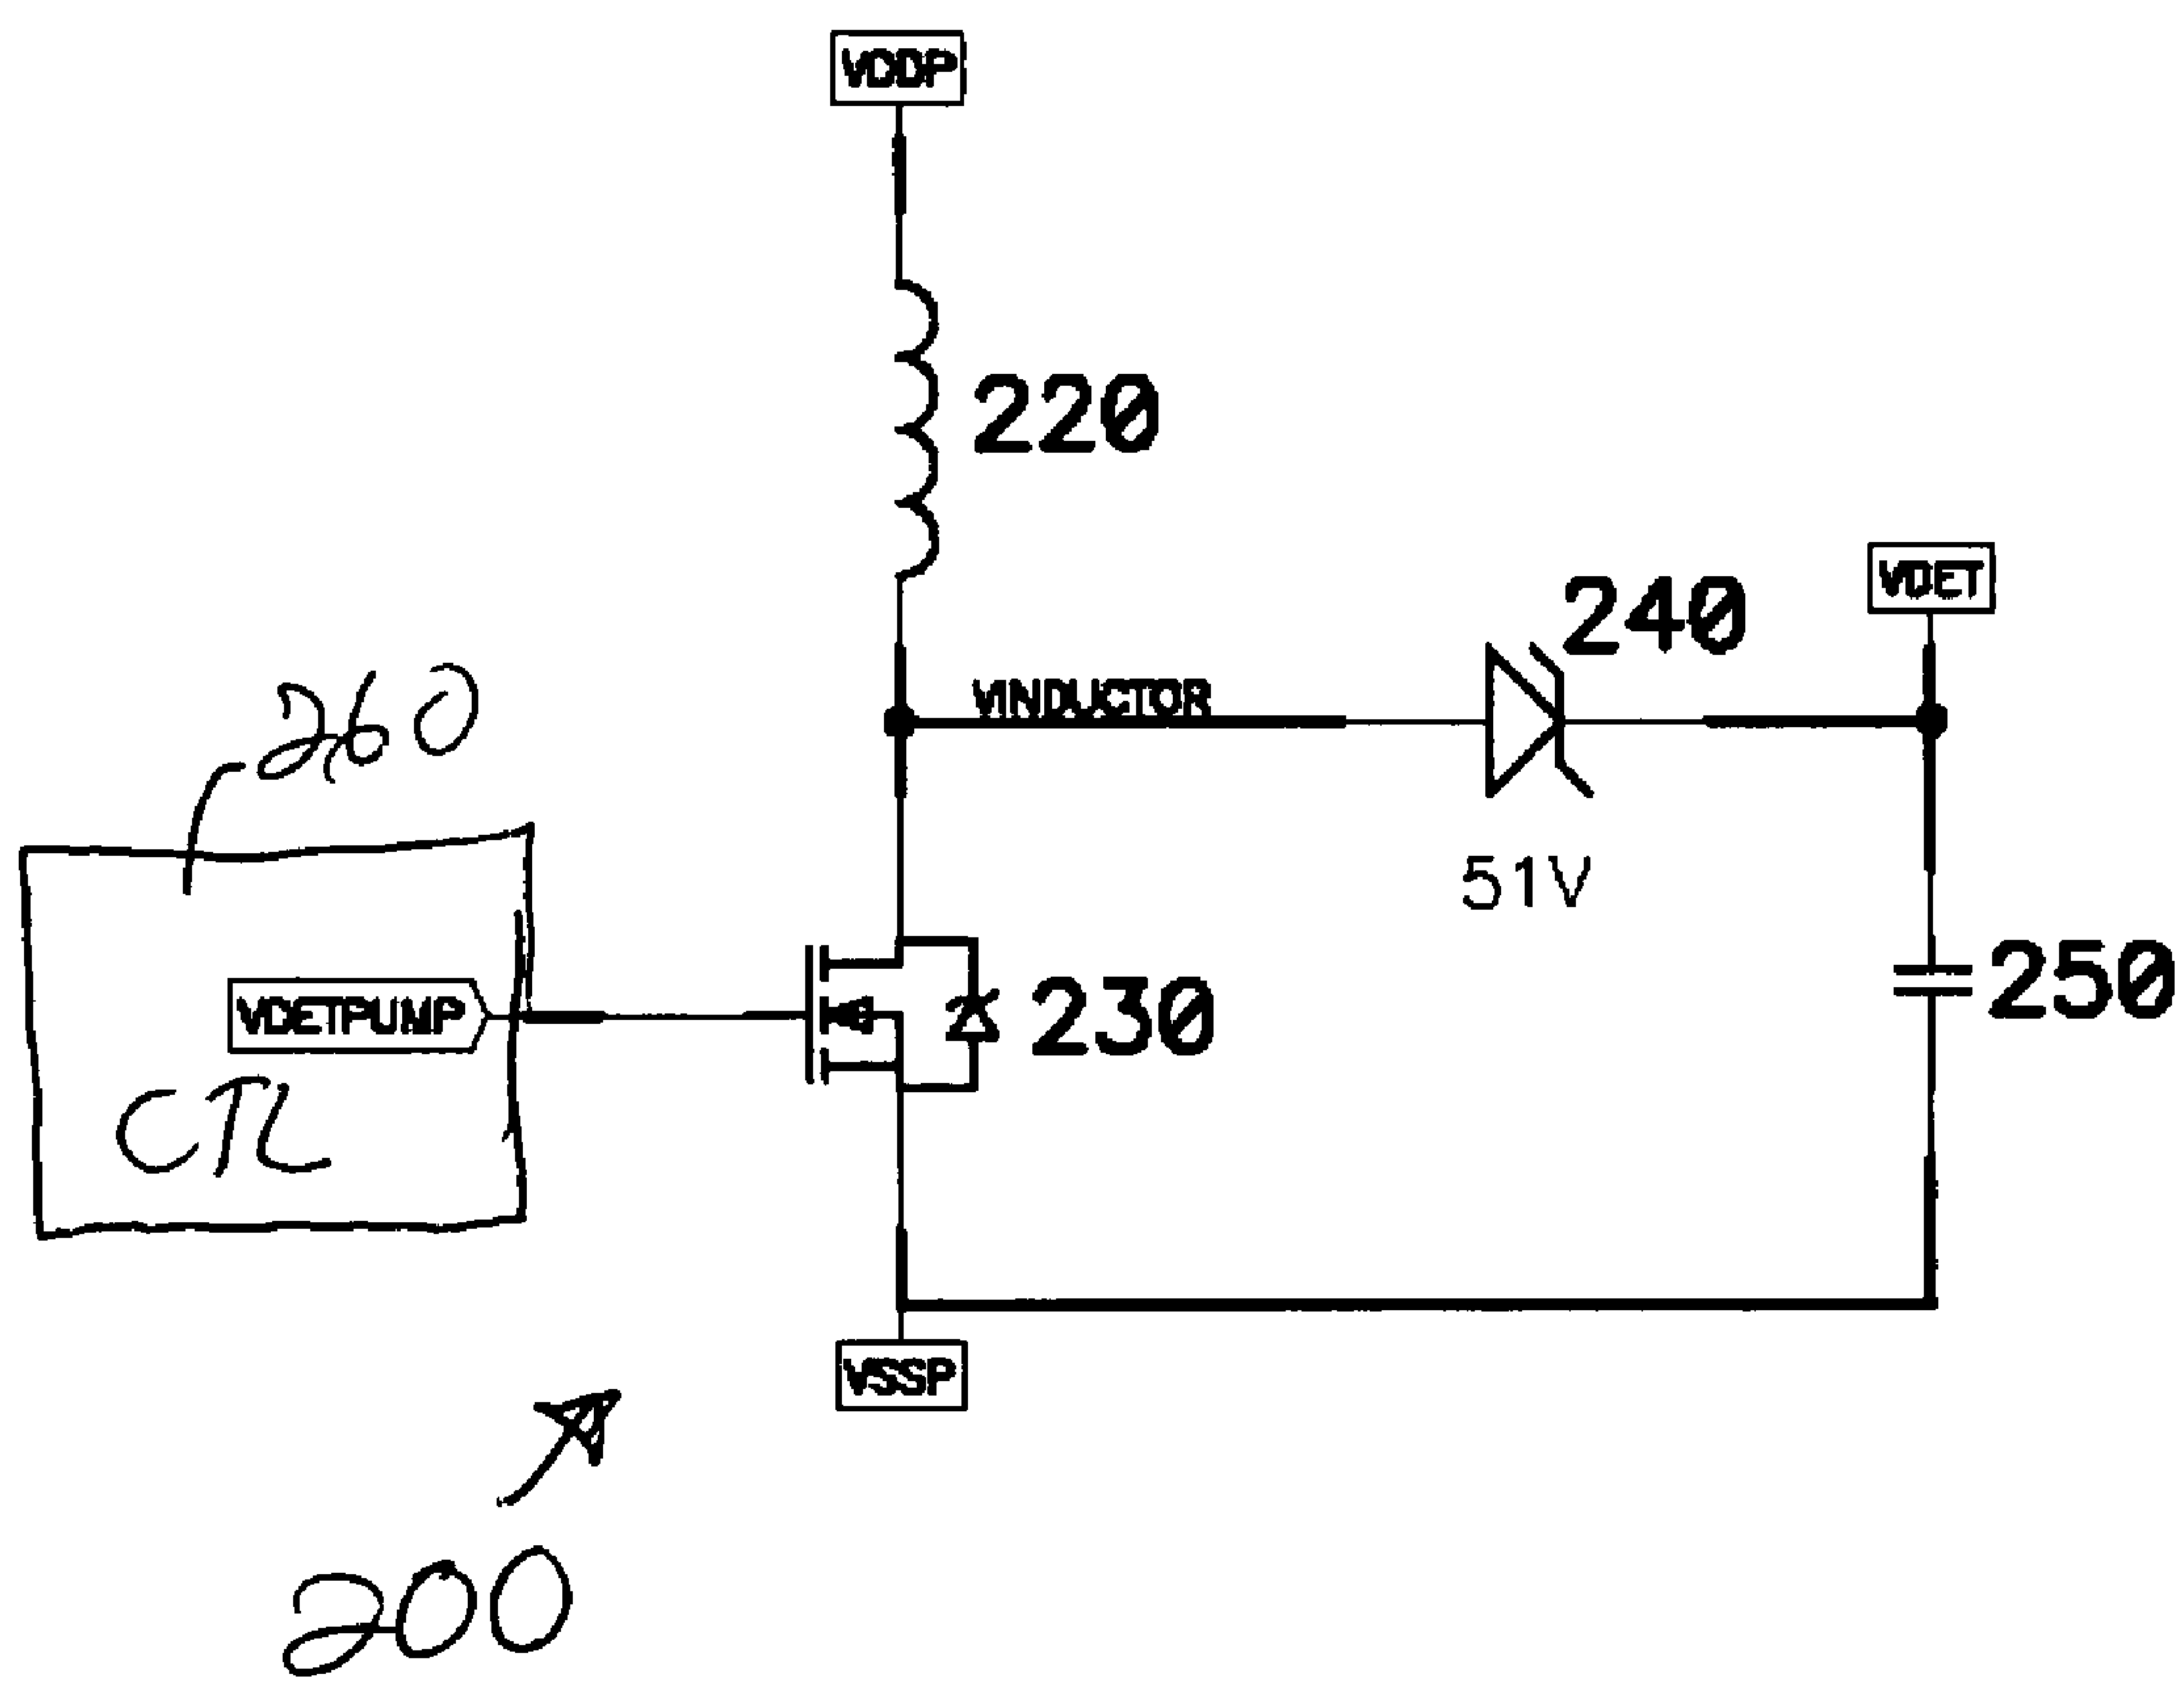 VDDP
220
240
VDET
260
VINDUCTOR
51V
250
VDETPUMP
230
CTL
VSSP
200